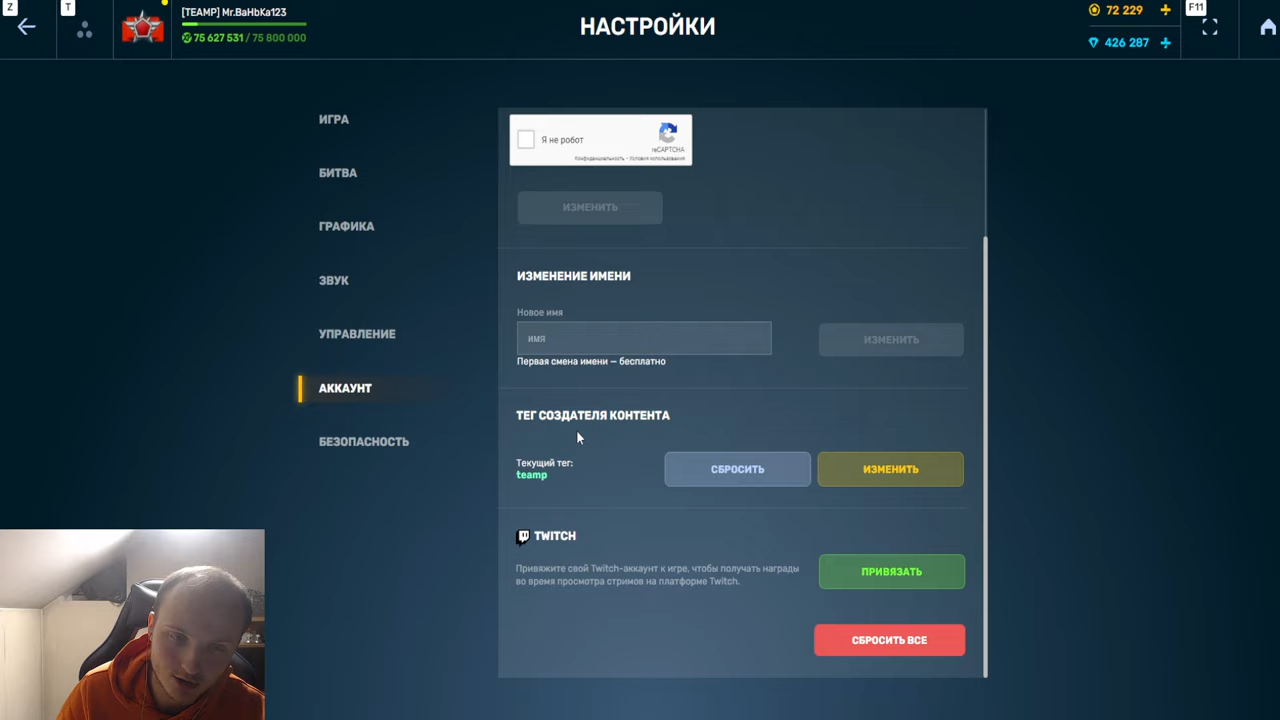 Z
T
[TEAMP] Mr.BaHbKa123
75 627 531 / 75 800 000
НАСТРОЙКИ
72 229
426 287
F11
ИГРА
БИТВА
ГРАФИКА
ЗВУК
УПРАВЛЕНИЕ
АККАУНТ
БЕЗОПАСНОСТЬ
Я не робот
reCAPTCHA
Конфиденциальность - Условия использования
ИЗМЕНИТЬ
ИЗМЕНЕНИЕ ИМЕНИ
Новое имя
имя
ИЗМЕНИТЬ
Первая смена имени — бесплатно
ТЕГ СОЗДАТЕЛЯ КОНТЕНТА
Текущий тег:
teamp
СБРОСИТЬ
ИЗМЕНИТЬ
TWITCH
Привяжите свой Twitch-аккаунт к игре, чтобы получать награды
во время просмотра стримов на платформе Twitch.
ПРИВЯЗАТЬ
СБРОСИТЬ ВСЕ